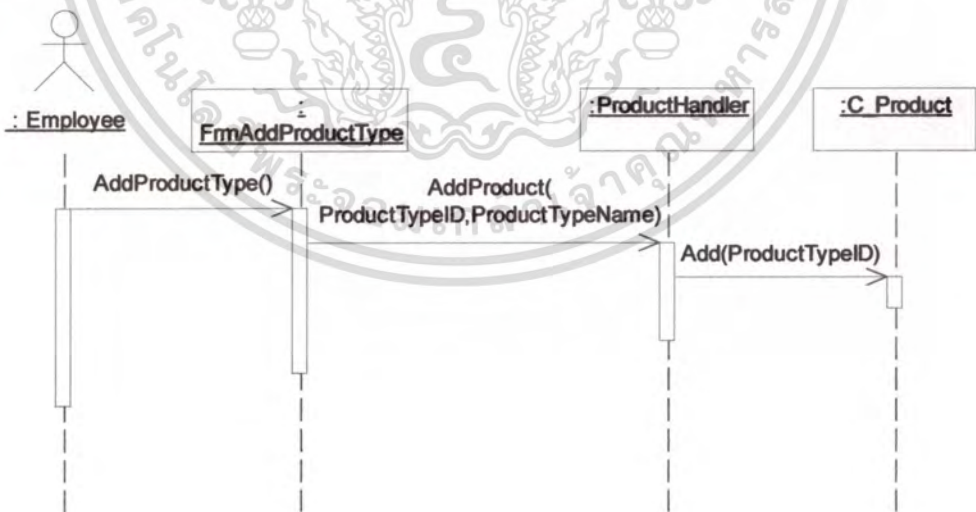 : Employee
:
FrmAddProductType
:ProductHandler
:C_Product
AddProductType()
AddProduct(
ProductTypeID,ProductTypeName)
Add(ProductTypeID)